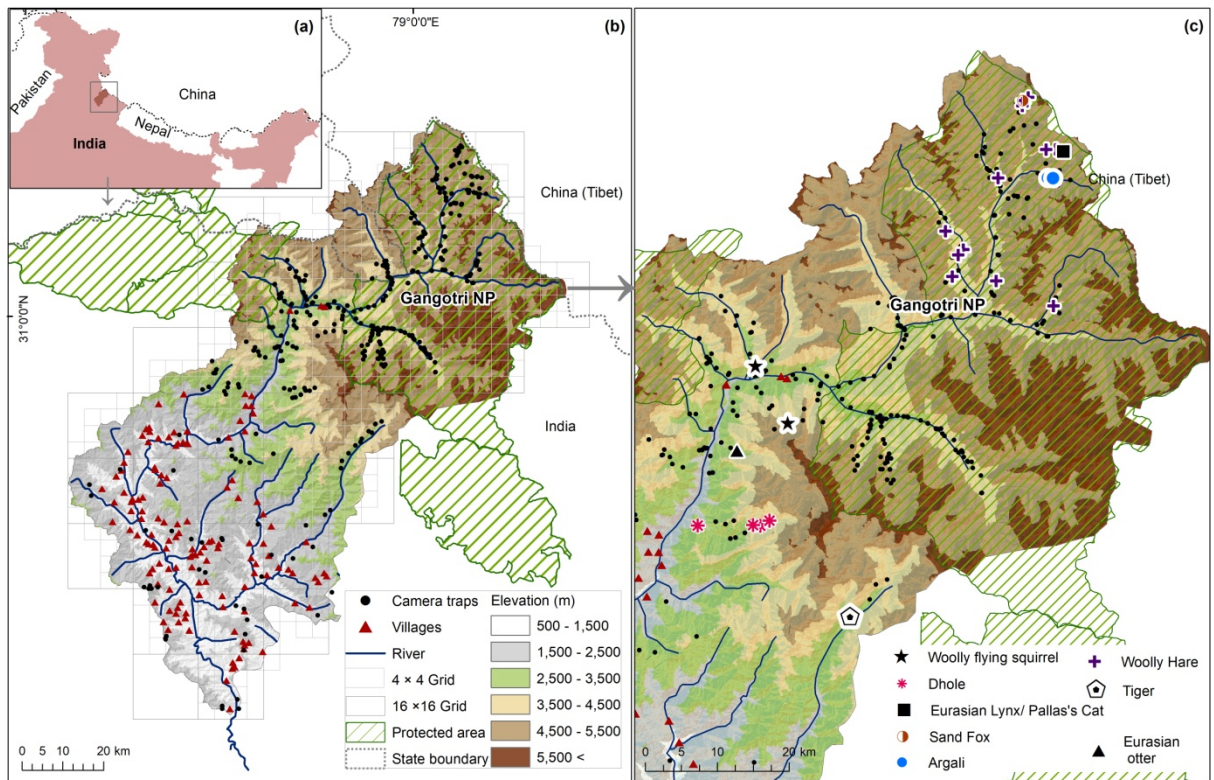 (a)
Pakistan
China
Nepal
India
79°0'0"E
(b)
31°0'0"N
China (Tibet)
Gangotri NP
India
Camera traps
Villages
River
4 × 4 Grid
16 ×16 Grid
Protected area
State boundary
Elevation (m)
500 - 1,500
1,500 - 2,500
2,500 - 3,500
3,500 - 4,500
4,500 - 5,500
5,500 <
0 5 10 20 km
(c)
China (Tibet)
Gangotri NP
Woolly flying squirrel
Dhole
Eurasian Lynx/ Pallas's Cat
Sand Fox
Argali
Woolly Hare
Tiger
Eurasian
otter
0 5 10 20 km